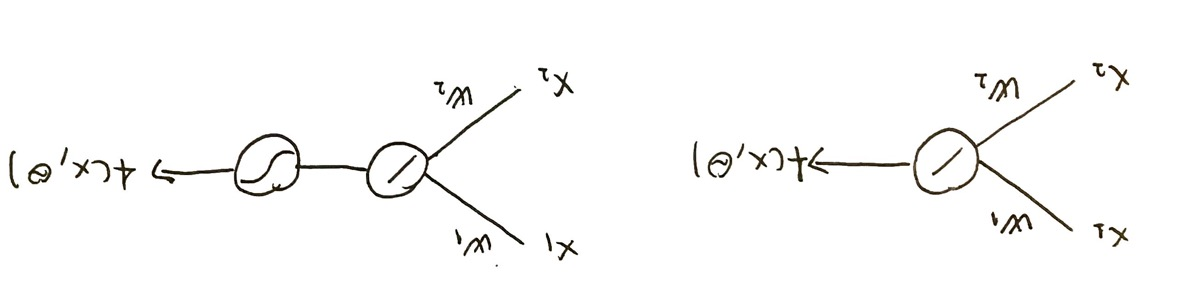 x₁ w₁
f(x,θ)
x₂ w₂
x₁ w₁
f(x,θ)
x₂ w₂